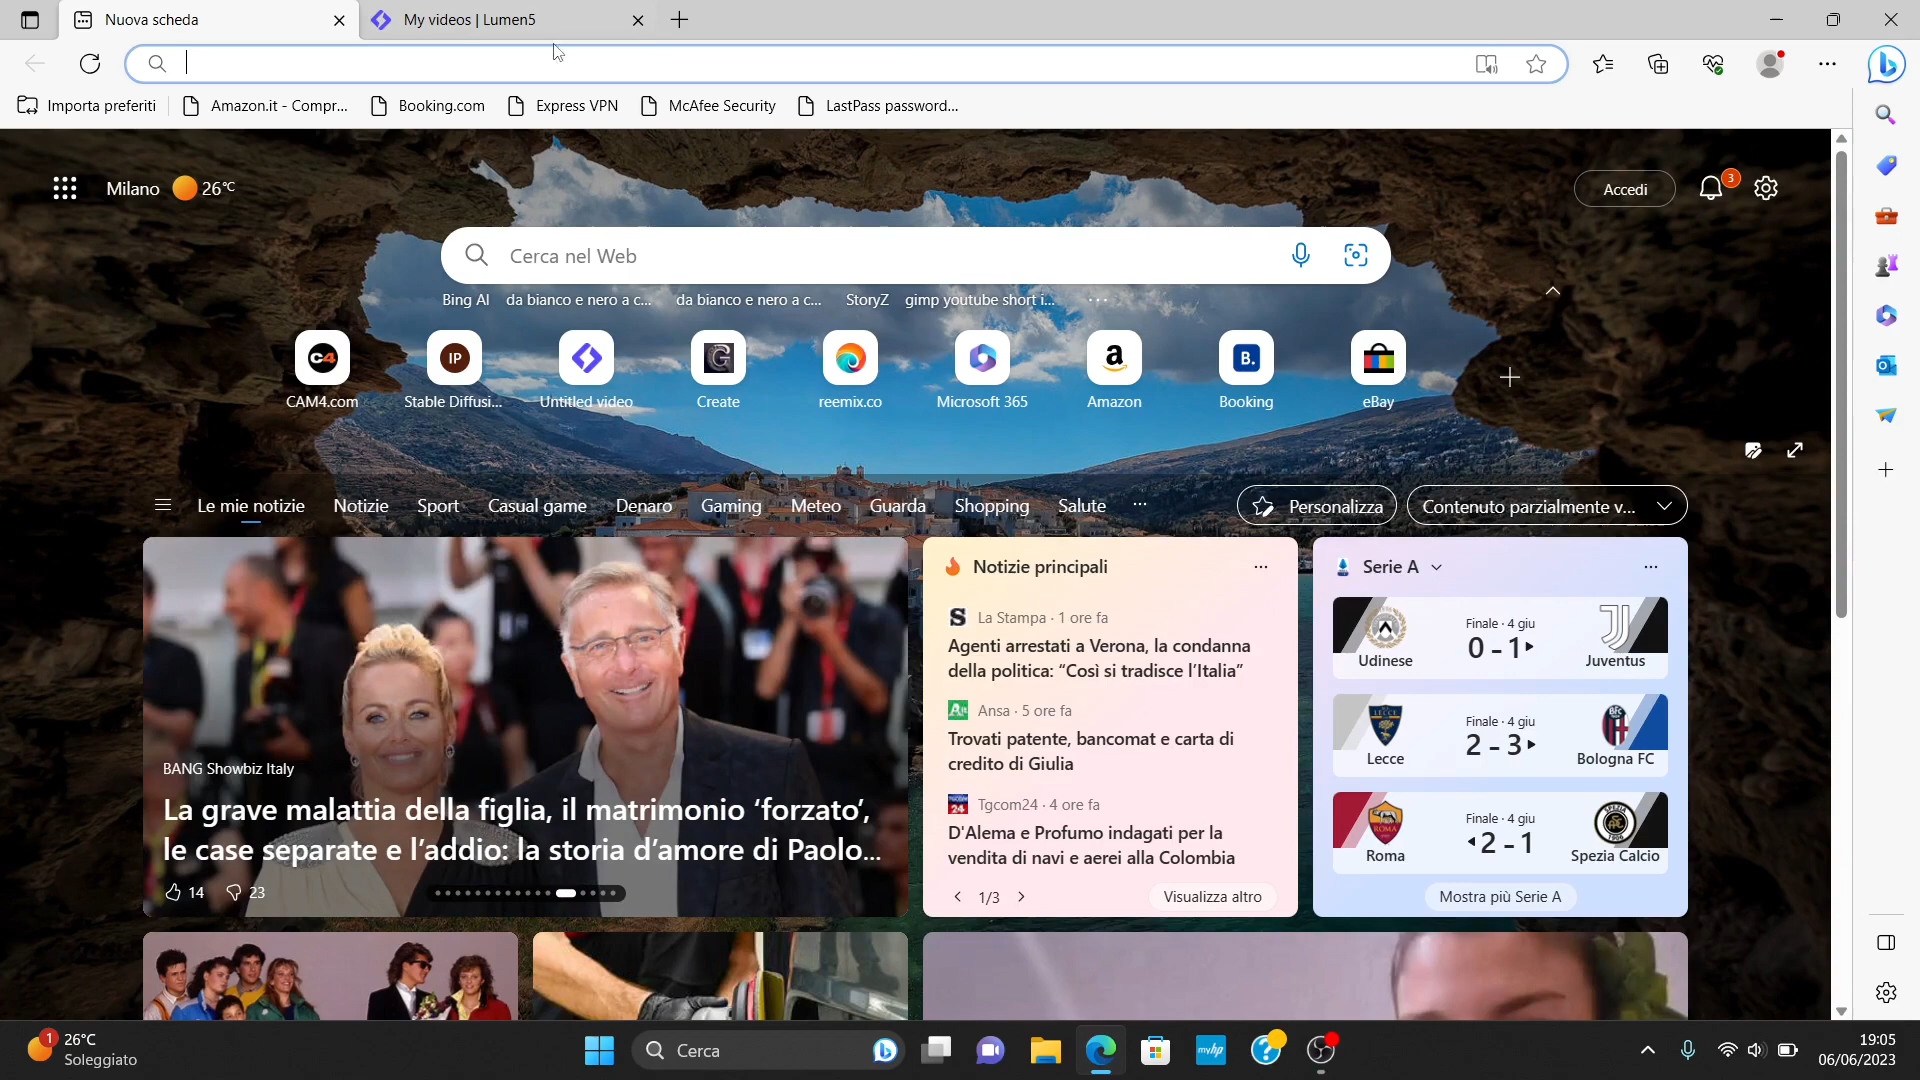 Nuova scheda
My videos | Lumen5
Importa preferiti
Amazon.it - Compr...
Booking.com
Express VPN
McAfee Security
LastPass password...
Milano
26°C
Accedi
3
Cerca nel Web
Bing AI
da bianco e nero a c...
da bianco e nero a c...
StoryZ
gimp youtube short i...
C4
IP
G
a
B.
CAM4.com
Stable Diffusi...
Untitled video
Create
reemix.co
Microsoft 365
Amazon
Booking
eBay
Le mie notizie
Notizie
Sport
Casual game
Denaro
Gaming
Meteo
Guarda
Shopping
Salute
Personalizza
Contenuto parzialmente v...
BANG Showbiz Italy
La grave malattia della figlia, il matrimonio ‘forzato’,
le case separate e l’addio: la storia d’amore di Paolo...
14
23
Notizie principali
S
La Stampa · 1 ore fa
Agenti arrestati a Verona, la condanna
della politica: “Così si tradisce l’Italia”
Ansa · 5 ore fa
Trovati patente, bancomat e carta di
credito di Giulia
24
Tgcom24 · 4 ore fa
D'Alema e Profumo indagati per la
vendita di navi e aerei alla Colombia
1/3
Visualizza altro
Serie A
Finale · 4 giu
0 - 1
Udinese
Juventus
Finale · 4 giu
2 - 3
Lecce
Bologna FC
Finale · 4 giu
2 - 1
Roma
Spezia Calcio
Mostra più Serie A
1
26°C
Soleggiato
Cerca
myhp
?
19:05
06/06/2023